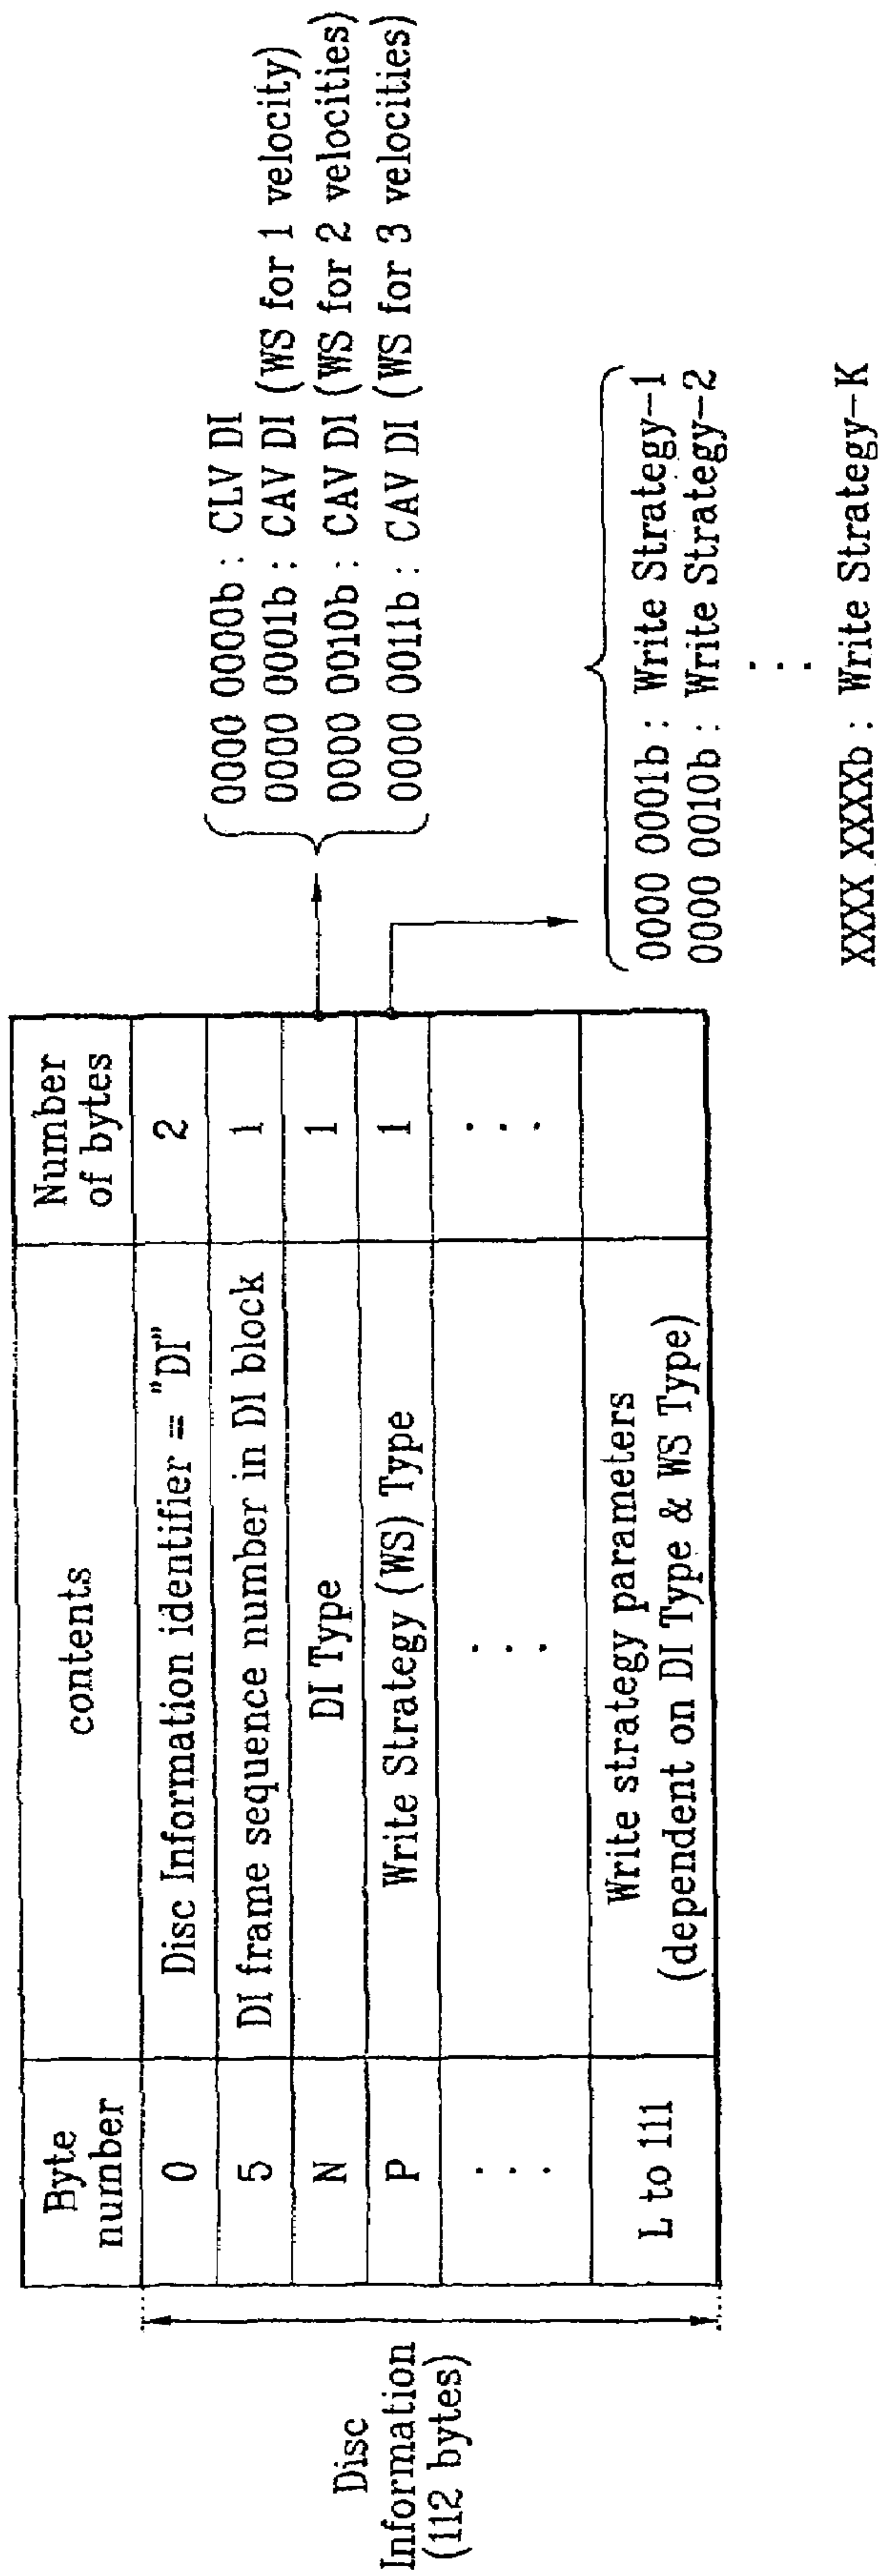 Byte number
contents
Number of bytes
0
Disc Information identifier = "DI"
2
5
DI frame sequence number in DI block
1
N
DI Type
1
P
Write Strategy (WS) Type
1
. . .
. . .
. . .
L to 111
Write strategy parameters
(dependent on DI Type & WS Type)
Disc
Information
(112 bytes)
0000 0000b : CLV DI
0000 0001b : CAV DI (WS for 1 velocity)
0000 0010b : CAV DI (WS for 2 velocities)
0000 0011b : CAV DI (WS for 3 velocities)
0000 0001b : Write Strategy-1
0000 0010b : Write Strategy-2
. . .
XXXX XXXXb : Write Strategy-K